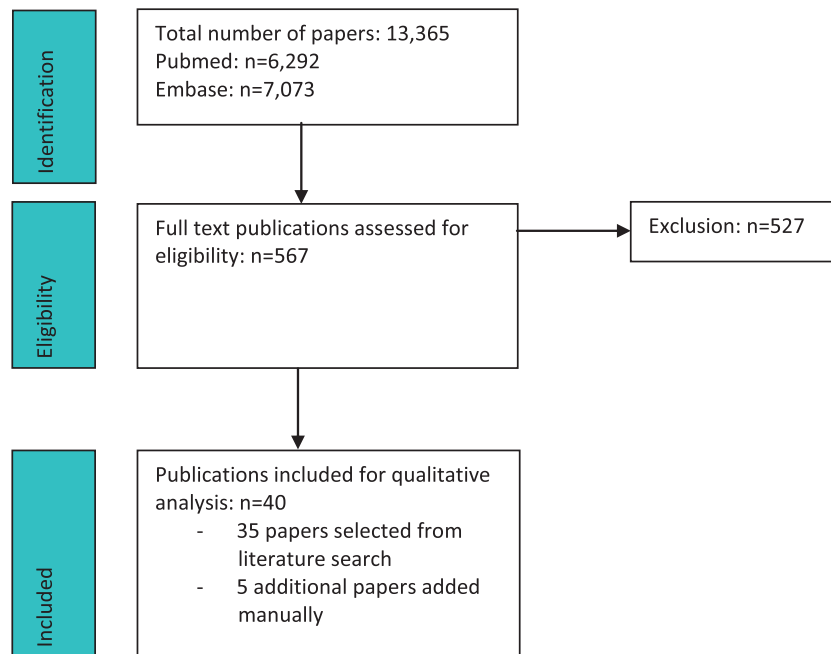 Identification
Total number of papers: 13,365
Pubmed: n=6,292
Embase: n=7,073
Eligibility
Full text publications assessed for
eligibility: n=567
Exclusion: n=527
Included
Publications included for qualitative
analysis: n=40
- 35 papers selected from
literature search
- 5 additional papers added
manually